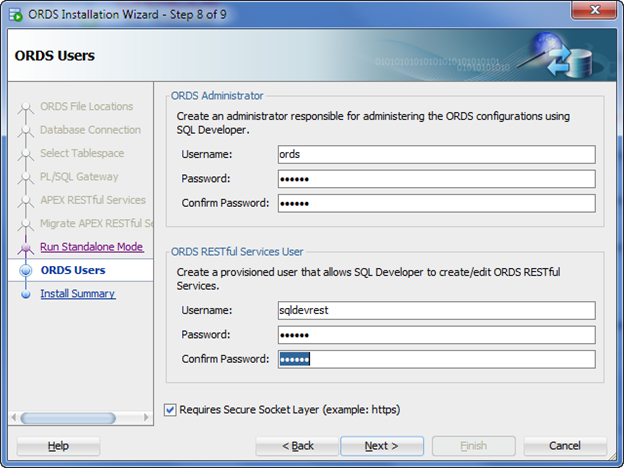 ORDS Installation Wizard - Step 8 of 9
ORDS Users
ORDS File Locations
Database Connection
Select Tablespace
PL/SQL Gateway
APEX RESTful Services
Migrate APEX RESTful Se
Run Standalone Mode
ORDS Users
Install Summary
ORDS Administrator
Create an administrator responsible for administering the ORDS configurations using
SQL Developer.
Username: ords
Password: ••••••
Confirm Password: ••••••
ORDS RESTful Services User
Create a provisioned user that allows SQL Developer to create/edit ORDS RESTful
Services.
Username: sqldevrest
Password: ••••••
Confirm Password: ••••••
Requires Secure Socket Layer (example: https)
Help < Back Next > Finish Cancel